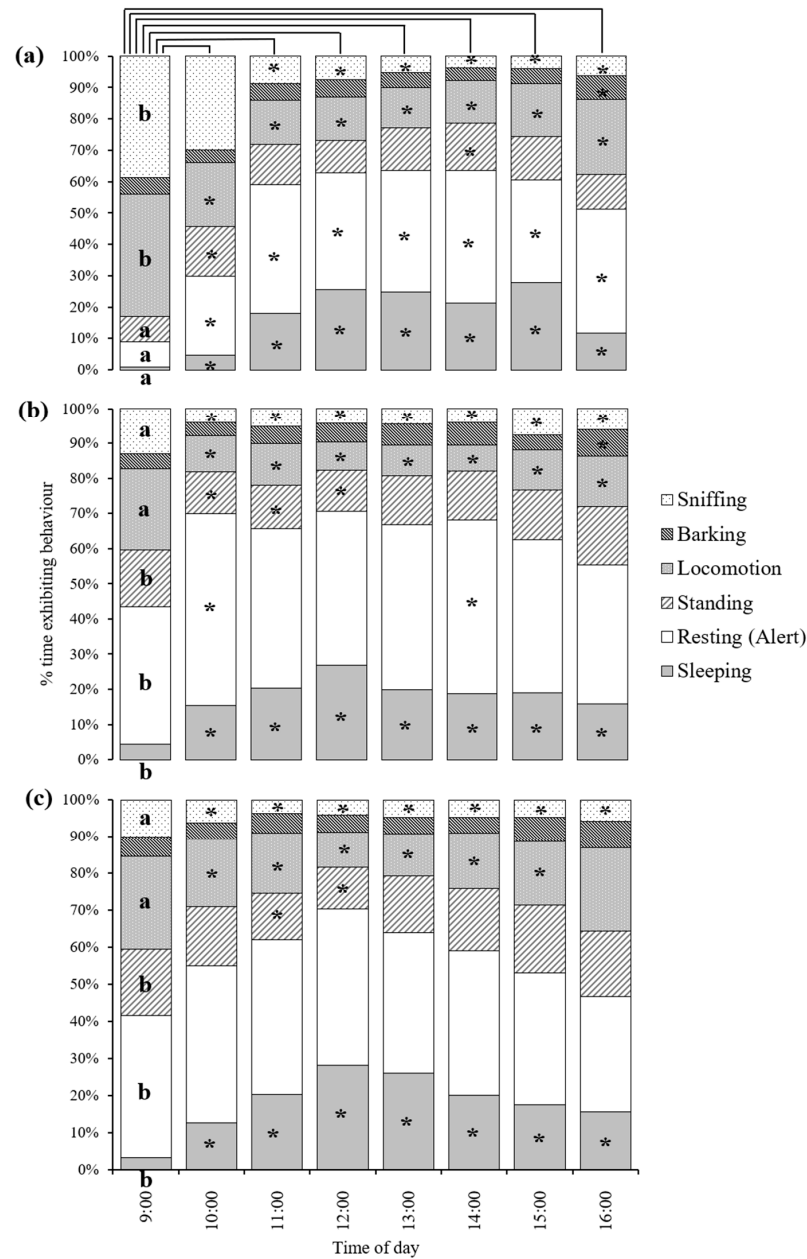 (a)
100%
b * * * * * *
90%
*
80%
* * * * *
*
70%
*
60%
*
50%
b * *
40%
* * * *
30%
*
20%
* *
a *
10%
a * * * *
0%
a
(b)
100%
a * * * * * * *
90%
*
80%
a * * * * * * *
70%
* * *
60%
50%
b
40%
* *
30%
20%
b
10%
* * * * * * *
0%
b
% time exhibiting behaviour
Sniffing
Barking
Locomotion
Standing
Resting (Alert)
Sleeping
(c)
100%
a * * * * * * *
90%
80%
a * * * * * *
70%
* *
60%
50%
b
40%
30%
20%
b
10%
* * * * * * *
0%
b
9:00
10:00
11:00
12:00
13:00
14:00
15:00
16:00
Time of day